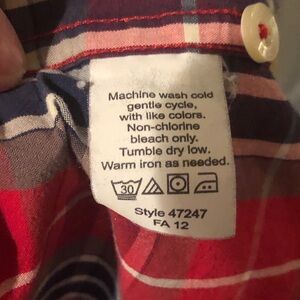 Machine wash cold
gentle cycle,
with like colors.
Non-chlorine
bleach only.
Tumble dry low.
Warm iron as needed.
30
Style 47247
FA 12